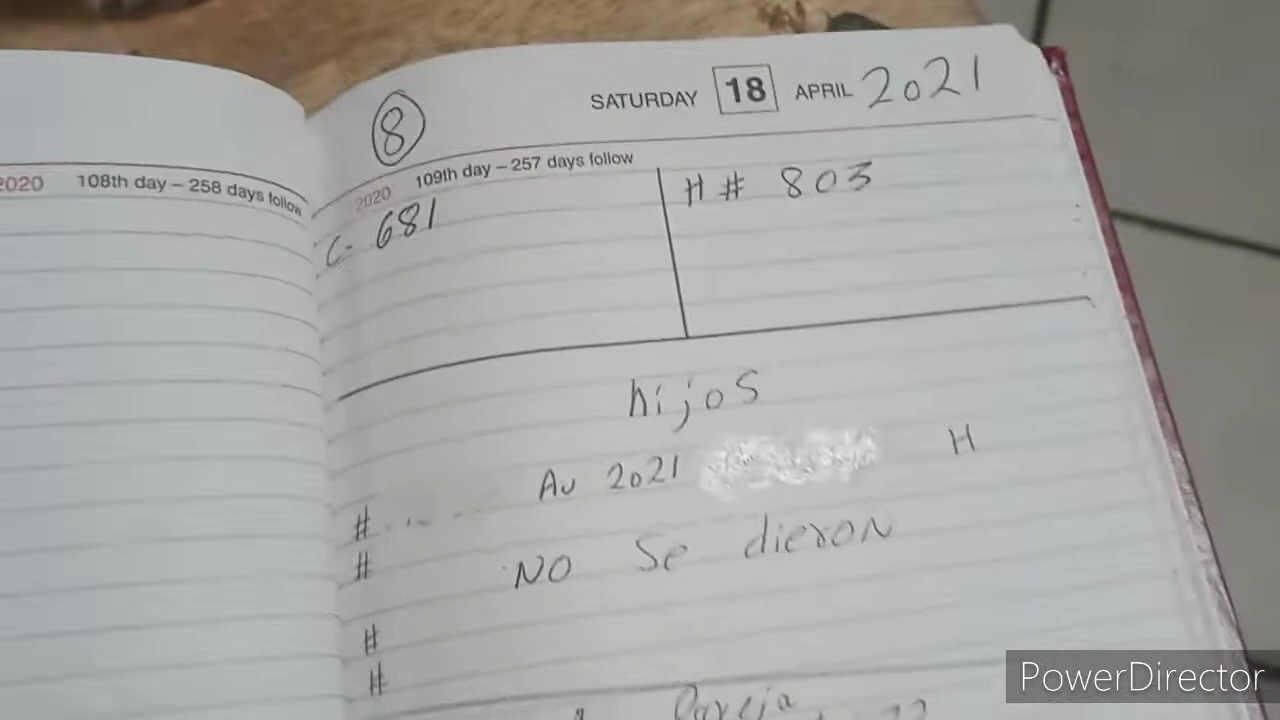 8
SATURDAY 18 APRIL 2021
2020 108th day – 258 days follow
2020 109th day – 257 days follow
C- 681
H # 803
hijos
Au 2021 H
#
# NO Se dieron
#
#
Pareja
PowerDirector